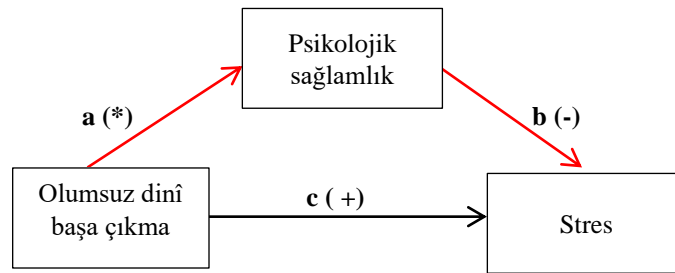 Psikolojik
sağlamlık
a (*)
b (-)
Olumsuz dinî
başa çıkma
c ( +)
Stres